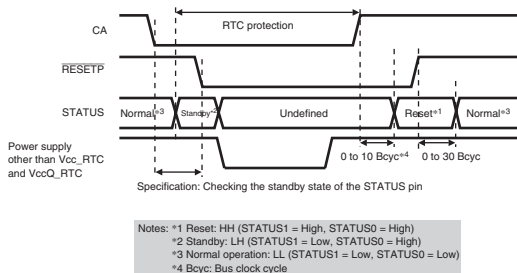 RTC protection
CA
RESETP
STATUS
Normal*3
Standby*2
Undefined
Reset*1
Normal*3
Power supply
other than Vcc_RTC
and VccQ_RTC
0 to 10 Bcyc*4
0 to 30 Bcyc
Specification: Checking the standby state of the STATUS pin
Notes: *1 Reset: HH (STATUS1 = High, STATUS0 = High)
*2 Standby: LH (STATUS1 = Low, STATUS0 = High)
*3 Normal operation: LL (STATUS1 = Low, STATUS0 = Low)
*4 Bcyc: Bus clock cycle